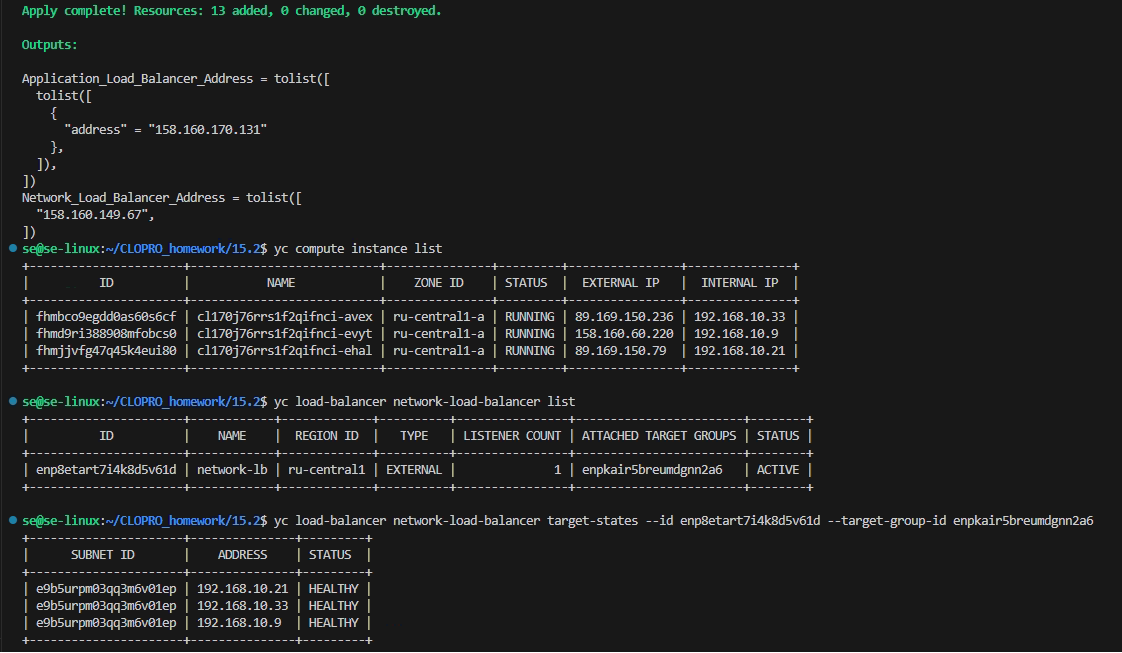 Apply complete! Resources: 13 added, 0 changed, 0 destroyed.
Outputs:
Application_Load_Balancer_Address = tolist([
  tolist([
    {
      "address" = "158.160.170.131"
    },
  ]),
])
Network_Load_Balancer_Address = tolist([
  "158.160.149.67",
])
se@se-linux:~/CLOPRO_homework/15.2$ yc compute instance list
+----------------------+---------------------------+---------------+---------+----------------+---------------+
|          ID          |           NAME            |    ZONE ID    | STATUS  |  EXTERNAL IP   |  INTERNAL IP  |
+----------------------+---------------------------+---------------+---------+----------------+---------------+
| fhmbco9egdd0as60s6cf | cl170j76rrs1f2qifnci-avex | ru-central1-a | RUNNING | 89.169.150.236 | 192.168.10.33 |
| fhmd9ri388908mfobcs0 | cl170j76rrs1f2qifnci-evyt | ru-central1-a | RUNNING | 158.160.60.220 | 192.168.10.9  |
| fhmjjvfg47q45k4eui80 | cl170j76rrs1f2qifnci-ehal | ru-central1-a | RUNNING | 89.169.150.79  | 192.168.10.21 |
+----------------------+---------------------------+---------------+---------+----------------+---------------+
se@se-linux:~/CLOPRO_homework/15.2$ yc load-balancer network-load-balancer list
+----------------------+------------+-------------+----------+----------------+------------------------+--------+
|          ID          |    NAME    |  REGION ID  |   TYPE   | LISTENER COUNT | ATTACHED TARGET GROUPS | STATUS |
+----------------------+------------+-------------+----------+----------------+------------------------+--------+
| enp8etart7i4k8d5v61d | network-lb | ru-central1 | EXTERNAL |              1 | enpkair5breumdgnn2a6   | ACTIVE |
+----------------------+------------+-------------+----------+----------------+------------------------+--------+
se@se-linux:~/CLOPRO_homework/15.2$ yc load-balancer network-load-balancer target-states --id enp8etart7i4k8d5v61d --target-group-id enpkair5breumdgnn2a6
+----------------------+---------------+---------+
|      SUBNET ID       |    ADDRESS    | STATUS  |
+----------------------+---------------+---------+
| e9b5urpm03qq3m6v01ep | 192.168.10.21 | HEALTHY |
| e9b5urpm03qq3m6v01ep | 192.168.10.33 | HEALTHY |
| e9b5urpm03qq3m6v01ep | 192.168.10.9  | HEALTHY |
+----------------------+---------------+---------+